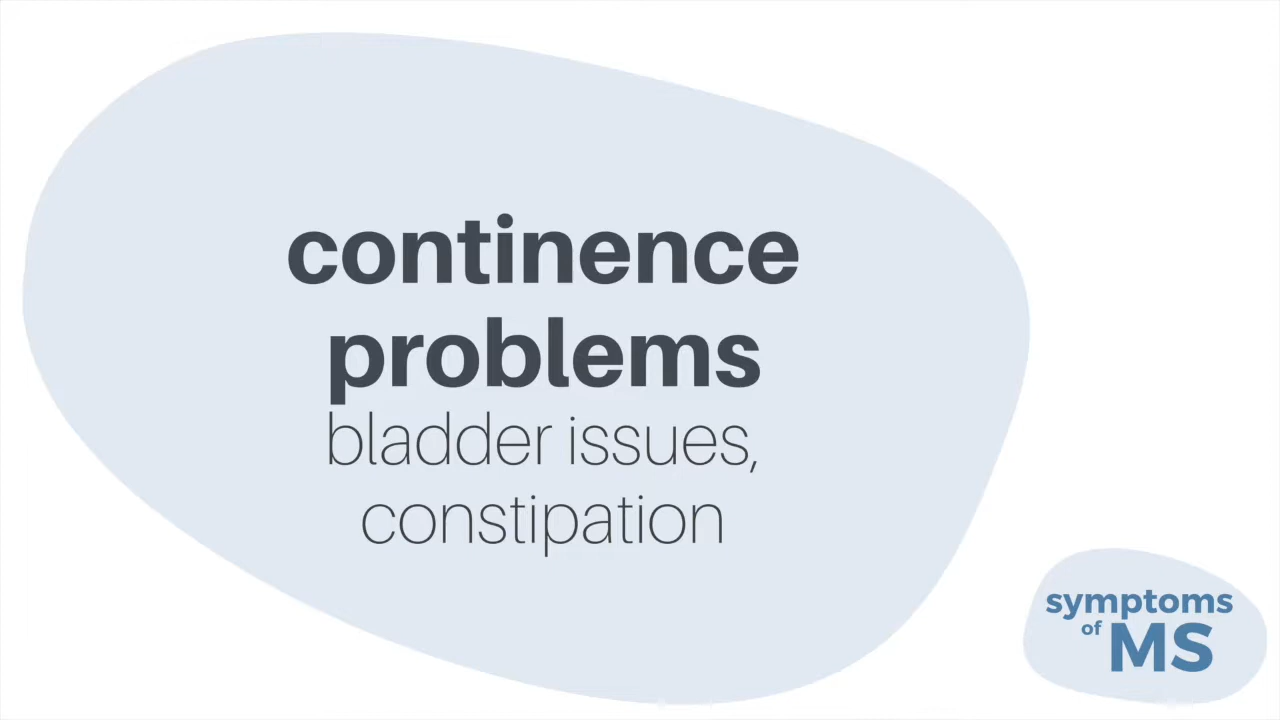 continence
problems
bladder issues,
constipation
symptoms
of MS